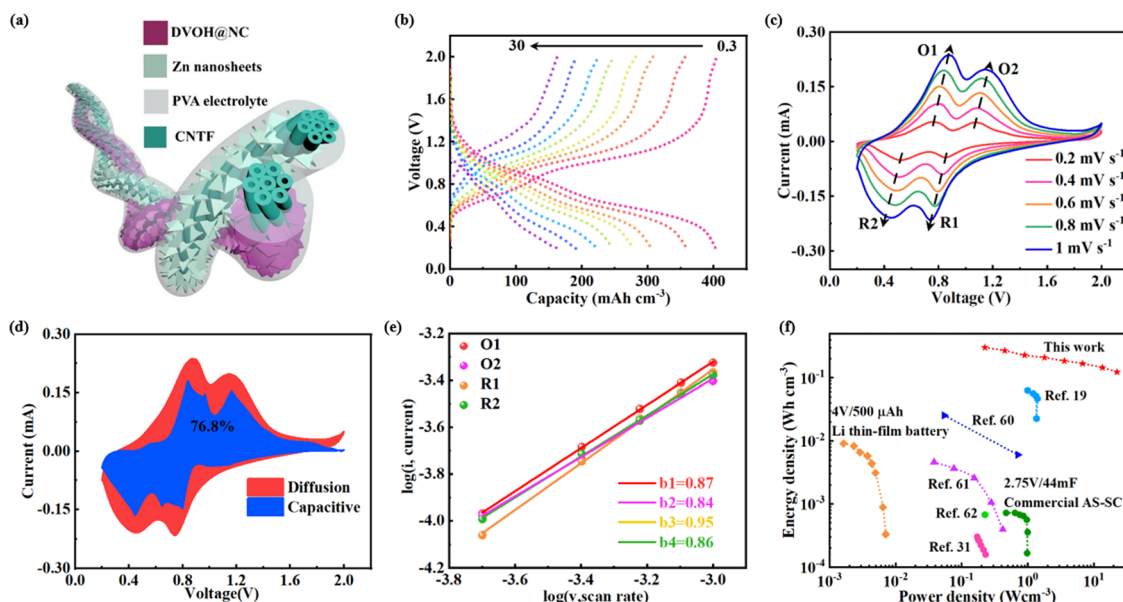 (a)
DVOH@NC
Zn nanosheets
PVA electrolyte
CNTF
(b)
30
0.3
2.0
1.6
1.2
0.8
0.4
0.0
Voltage (V)
0 100 200 300 400
Capacity (mAh cm⁻³)
(c)
O1
O2
R2
R1
0.30
0.15
0.00
-0.15
-0.30
Current (mA)
0.2 mV s⁻¹
0.4 mV s⁻¹
0.6 mV s⁻¹
0.8 mV s⁻¹
1 mV s⁻¹
0.0 0.4 0.8 1.2 1.6 2.0
Voltage (V)
(d)
0.30
0.15
0.00
-0.15
-0.30
Current (mA)
76.8%
Diffusion
Capacitive
0.0 0.4 0.8 1.2 1.6 2.0
Voltage(V)
(e)
-3.2
-3.4
-3.6
-3.8
-4.0
-4.2
log(i, current)
O1
O2
R1
R2
b1=0.87
b2=0.84
b3=0.95
b4=0.86
-3.8 -3.6 -3.4 -3.2 -3.0
log(v,scan rate)
(f)
10⁻¹
10⁻²
10⁻³
10⁻⁴
Energy density (Wh cm⁻³)
This work
Ref. 19
4V/500 μAh
Li thin-film battery
Ref. 60
Ref. 61
2.75V/44mF
Commercial AS-SC
Ref. 62
Ref. 31
10⁻³ 10⁻² 10⁻¹ 10⁰ 10¹
Power density (Wcm⁻³)